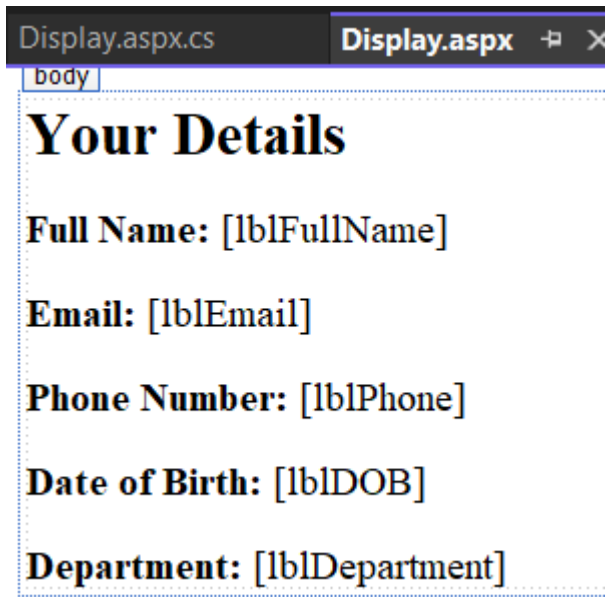 Display.aspx.cs Display.aspx
body
Your Details
Full Name: [lblFullName]
Email: [lblEmail]
Phone Number: [lblPhone]
Date of Birth: [lblDOB]
Department: [lblDepartment]